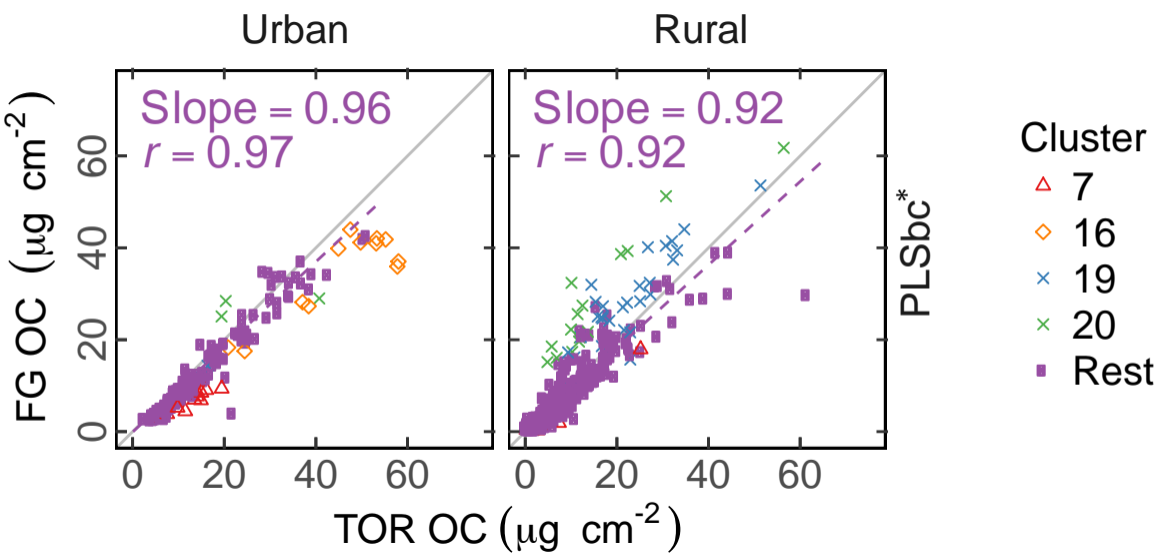 Urban
Rural
Slope = 0.96
r = 0.97
Slope = 0.92
r = 0.92
FG OC (μg cm⁻²)
60
40
20
0
0 20 40 60
0 20 40 60
TOR OC (μg cm⁻²)
PLSbc*
Cluster
7
16
19
20
Rest